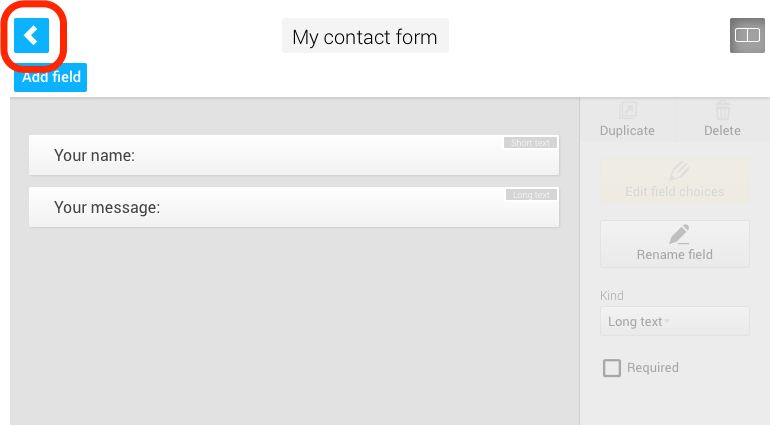 My contact form
Add field
Duplicate
Delete
Your name:
Short text
Edit field choices
Your message:
Long text
Rename field
Kind
Long text
Required